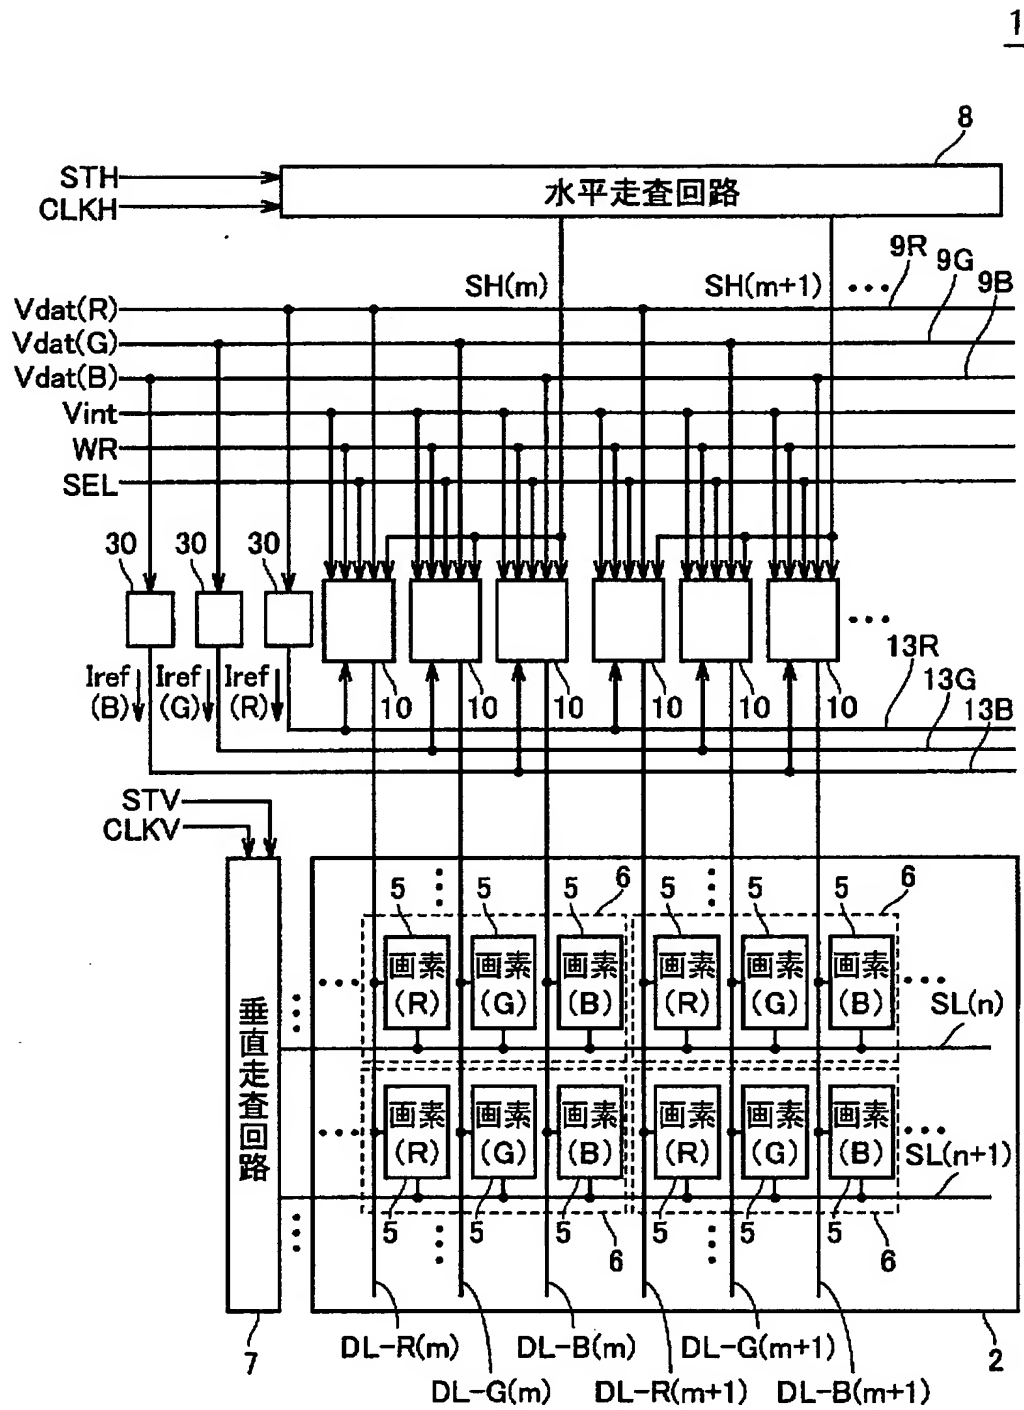 1
8
STH
CLKH
水平走査回路
9R
9G
9B
SH(m)
SH(m+1)
Vdat(R)
Vdat(G)
Vdat(B)
Vint
WR
SEL
30
30
30
Iref
(B)
Iref
(G)
Iref
(R)
10
10
10
10
10
10
13R
13G
13B
STV
CLKV
5
5
5
6
5
5
5
6
画素
(R)
画素
(G)
画素
(B)
画素
(R)
画素
(G)
画素
(B)
SL(n)
垂直走査回路
画素
(R)
画素
(G)
画素
(B)
画素
(R)
画素
(G)
画素
(B)
SL(n+1)
5
5
5
6
5
5
5
6
7
DL-R(m)
DL-B(m)
DL-G(m+1)
2
DL-G(m)
DL-R(m+1)
DL-B(m+1)